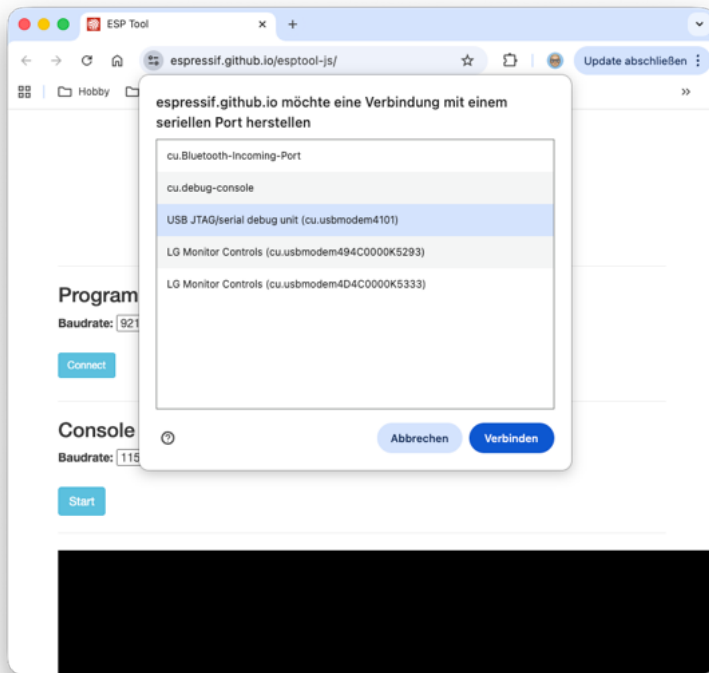 ESP Tool
espressif.github.io/esptool-js/
Update abschließen
Hobby
»
espressif.github.io möchte eine Verbindung mit einem
seriellen Port herstellen
cu.Bluetooth-Incoming-Port
cu.debug-console
USB JTAG/serial debug unit (cu.usbmodem4101)
LG Monitor Controls (cu.usbmodem494C0000K5293)
LG Monitor Controls (cu.usbmodem4D4C0000K5333)
Abbrechen
Verbinden
Program
Baudrate: 921
Connect
Console
Baudrate: 115
Start